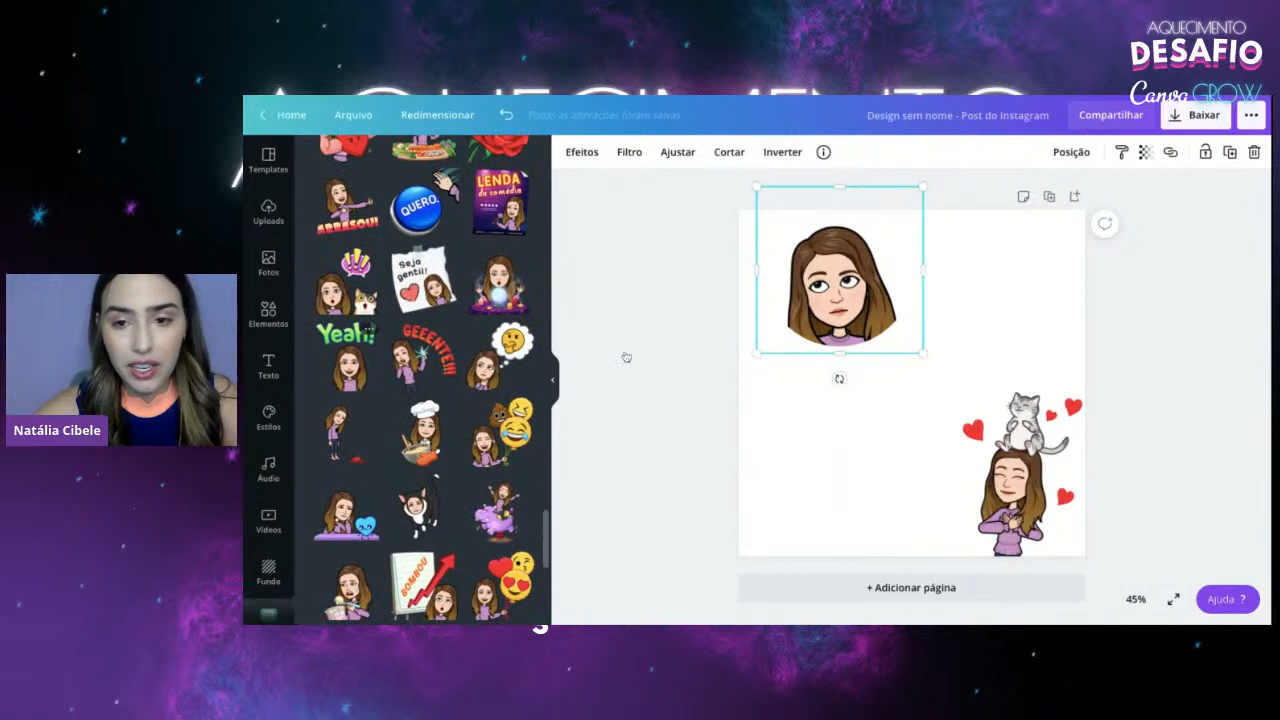 AQUECIMENTO
DESAFIO
Canva GROW
Home
Arquivo
Redimensionar
Todas as alterações foram salvas
Design sem nome - Post do Instagram
Compartilhar
Baixar
Templates
Uploads
Fotos
Elementos
Texto
Estilos
Áudio
Vídeos
Fundo
Efeitos
Filtro
Ajustar
Cortar
Inverter
Posição
ARRASOU!
QUERO.
LENDA
da comédia
Seja
gentil!
Yeah!
GEEENTE!!!
BOMBOU
+ Adicionar página
45%
Ajuda ?
Natália Cibele